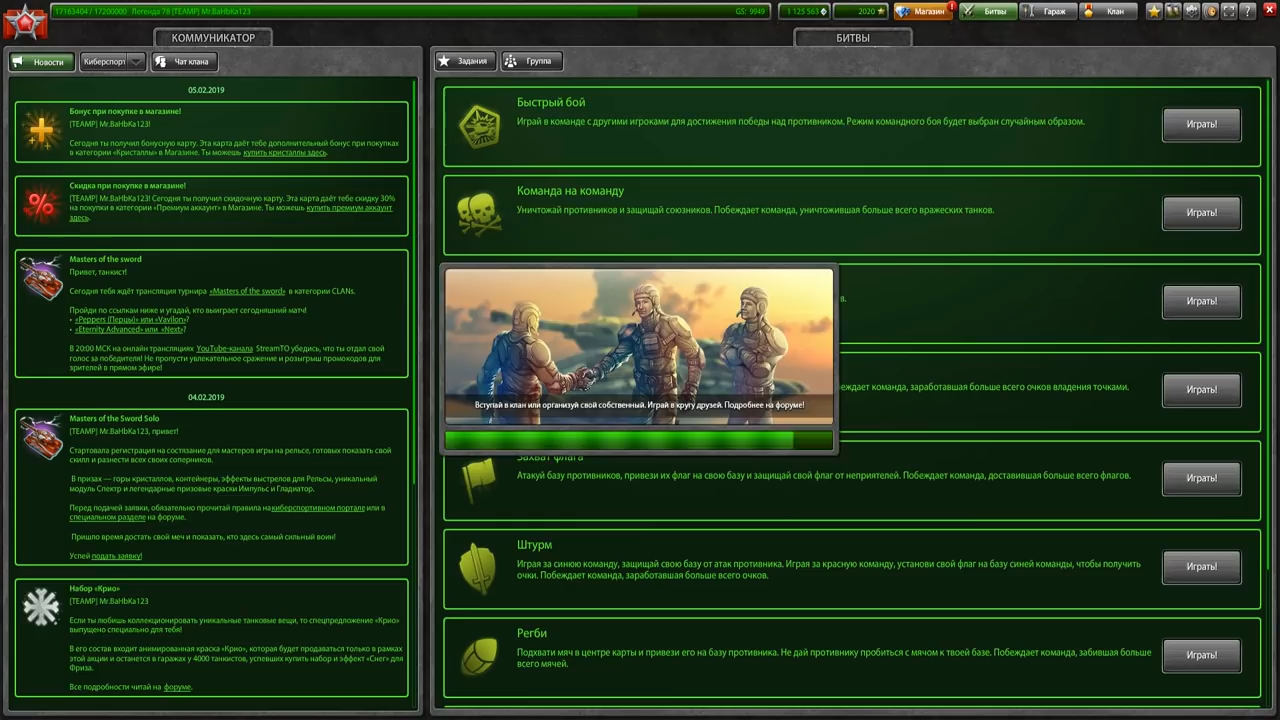 17163404 / 17200000 Легенда 78 [TEAMP] Mr.BaHbKa123
GS: 9949
1 125 563
2020
Магазин
Битвы
Гараж
Клан
?
КОММУНИКАТОР
БИТВЫ
Новости
Киберспорт
Чат клана
05.02.2019
Бонус при покупке в магазине!
[TEAMP] Mr.BaHbKa123!
Сегодня ты получил бонусную карту. Эта карта даёт тебе дополнительный бонус при покупках
в категории «Кристаллы» в Магазине. Ты можешь купить кристаллы здесь.
Скидка при покупке в магазине!
[TEAMP] Mr.BaHbKa123! Сегодня ты получил скидочную карту. Эта карта даёт тебе скидку 30%
на покупки в категории «Премиум аккаунт» в Магазине. Ты можешь купить премиум аккаунт
здесь.
Masters of the sword
Привет, танкист!
Сегодня тебя ждёт трансляция турнира «Masters of the sword» в категории CLANs.
Пройди по ссылкам ниже и угадай, кто выиграет сегодняшний матч!
• «Peppers (Перцы)» или «Vavilon»?
• «Eternity Advanced» или «Next»?
В 20:00 МСК на онлайн трансляциях YouTube-канала StreamTO убедись, что ты отдал свой
голос за победителя! Не пропусти увлекательное сражение и розыгрыш промокодов для
зрителей в прямом эфире!
04.02.2019
Masters of the Sword Solo
[TEAMP] Mr.BaHbKa123, привет!
Стартовала регистрация на состязание для мастеров игры на рельсе, готовых показать свой
скилл и разнести всех своих соперников.
В призах — горы кристаллов, контейнеры, эффекты выстрелов для Рельсы, уникальный
модуль Спектр и легендарные призовые краски Импульс и Гладиатор.
Перед подачей заявки, обязательно прочитай правила на киберспортивном портале или в
специальном разделе на форуме.
Пришло время достать свой меч и показать, кто здесь самый сильный воин!
Успей подать заявку!
Набор «Крио»
[TEAMP] Mr.BaHbKa123
Если ты любишь коллекционировать уникальные танковые вещи, то спецпредложение «Крио»
выпущено специально для тебя!
В его состав входит анимированная краска «Крио», которая будет продаваться только в рамках
этой акции и останется в гаражах у 4000 танкистов, успевших купить набор и эффект «Снег» для
Фриза.
Все подробности читай на форуме.
Задания
Группа
Быстрый бой
Играй в команде с другими игроками для достижения победы над противником. Режим командного боя будет выбран случайным образом.
Играть!
Команда на команду
Уничтожай противников и защищай союзников. Побеждает команда, уничтожившая больше всего вражеских танков.
Играть!
в.
Играть!
Вступай в клан или организуй свой собственный. Играй в кругу друзей. Подробнее на форуме!
еждает команда, заработавшая больше всего очков владения точками.
Играть!
Захват флага
Атакуй базу противников, привези их флаг на свою базу и защищай свой флаг от неприятелей. Побеждает команда, доставившая больше всего флагов.
Играть!
Штурм
Играя за синюю команду, защищай свою базу от атак противника. Играя за красную команду, установи свой флаг на базу синей команды, чтобы получить
очки. Побеждает команда, заработавшая больше всего очков.
Играть!
Регби
Подхвати мяч в центре карты и привези его на базу противника. Не дай противнику пробиться с мячом к твоей базе. Побеждает команда, забившая больше
всего мячей.
Играть!